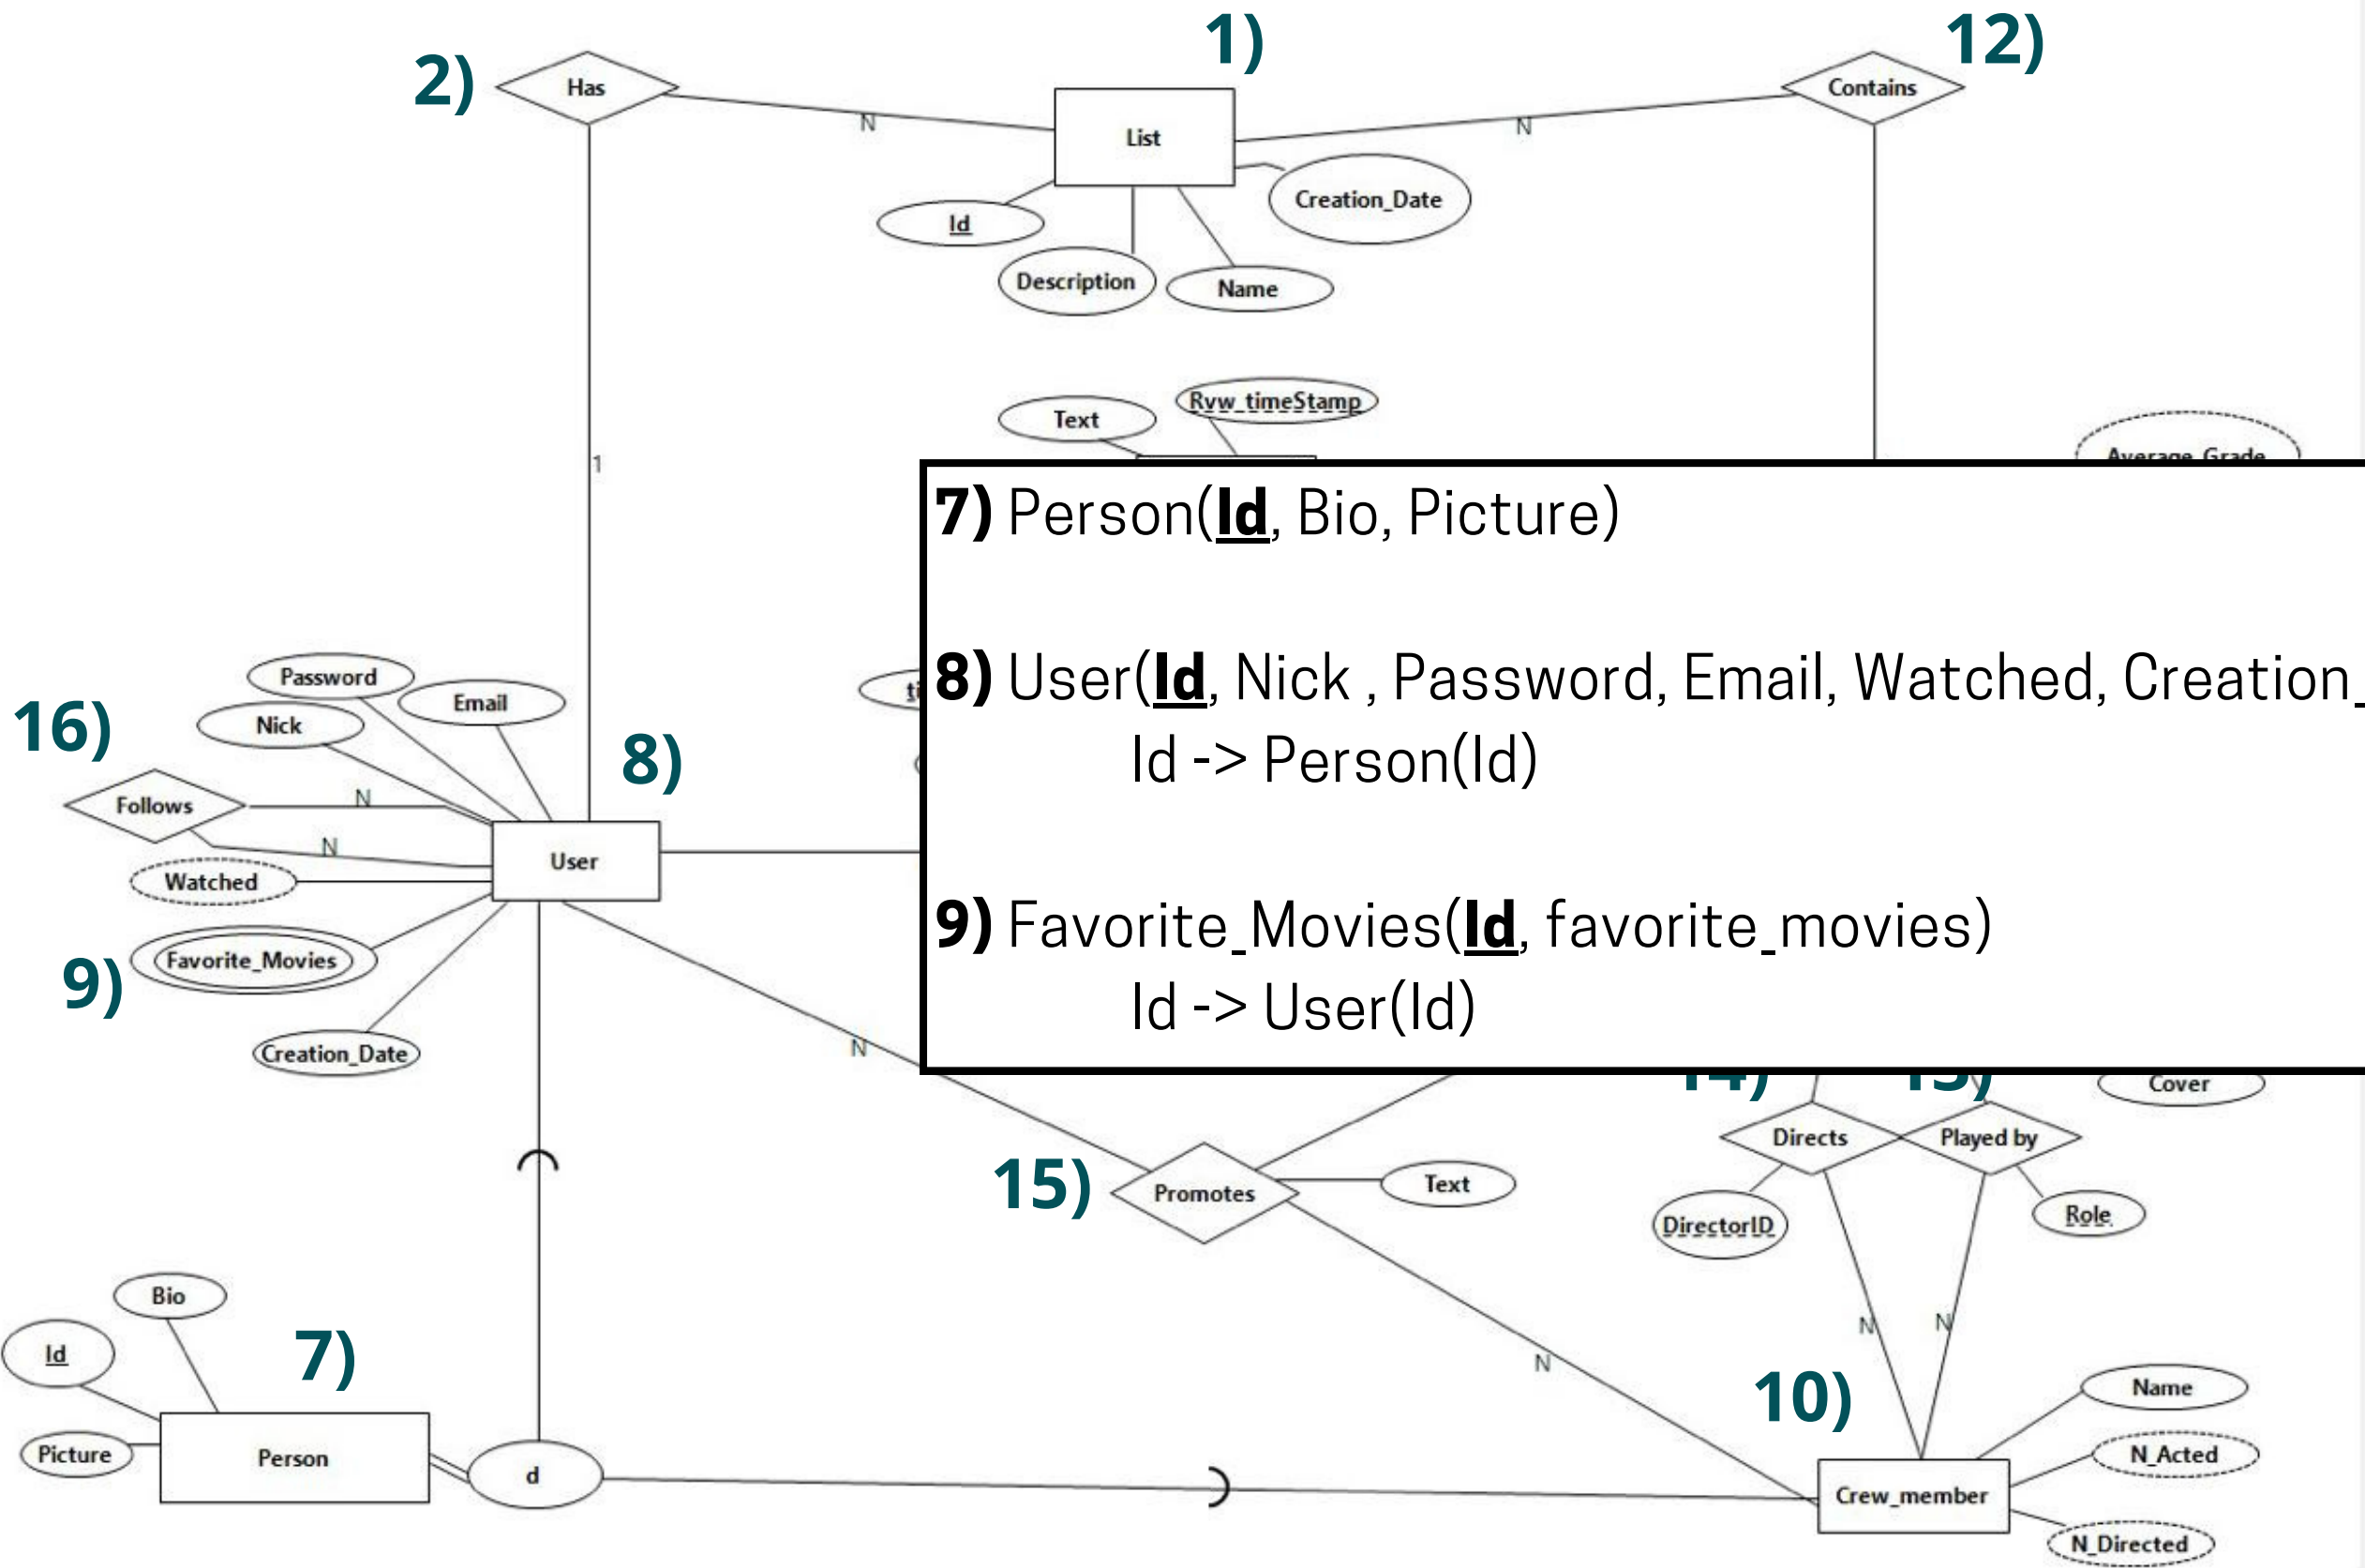 1)
12)
2)
Has
Contains
N
List
N
Creation_Date
Id
Description
Name
Text
Rvw_timeStamp
1
Average_Grade
7) Person(Id, Bio, Picture)
8) User(Id, Nick , Password, Email, Watched, Creation_
Id -> Person(Id)
9) Favorite_Movies(Id, favorite_movies)
Id -> User(Id)
Password
Email
16)
Nick
8)
ti
Follows
N
N
User
Watched
Favorite_Movies
9)
Creation_Date
N
14)
Cover
Directs
Played by
15)
Promotes
Text
DirectorID
Role
Bio
Id
7)
N
N
N
10)
Name
Picture
Person
d
N_Acted
Crew_member
N_Directed